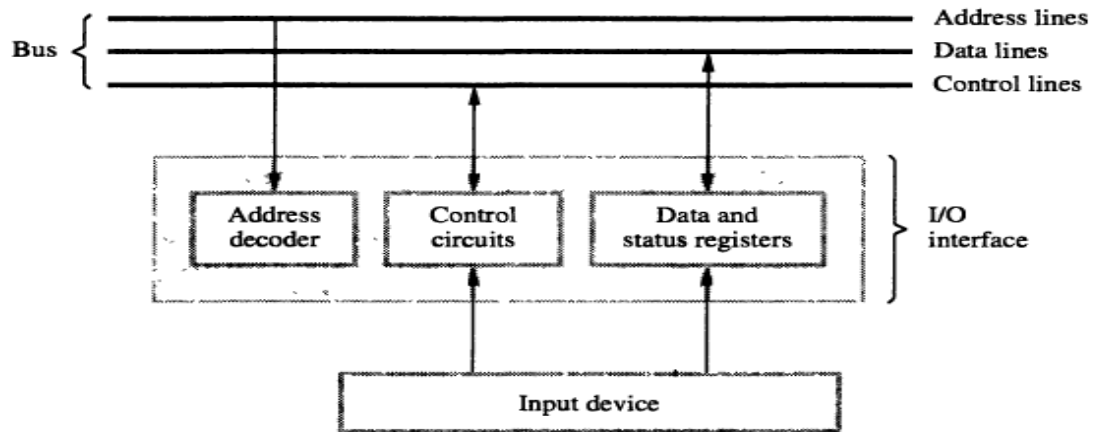 Address lines
Bus
Data lines
Control lines
Address
decoder
Control
circuits
Data and
status registers
I/O
interface
Input device